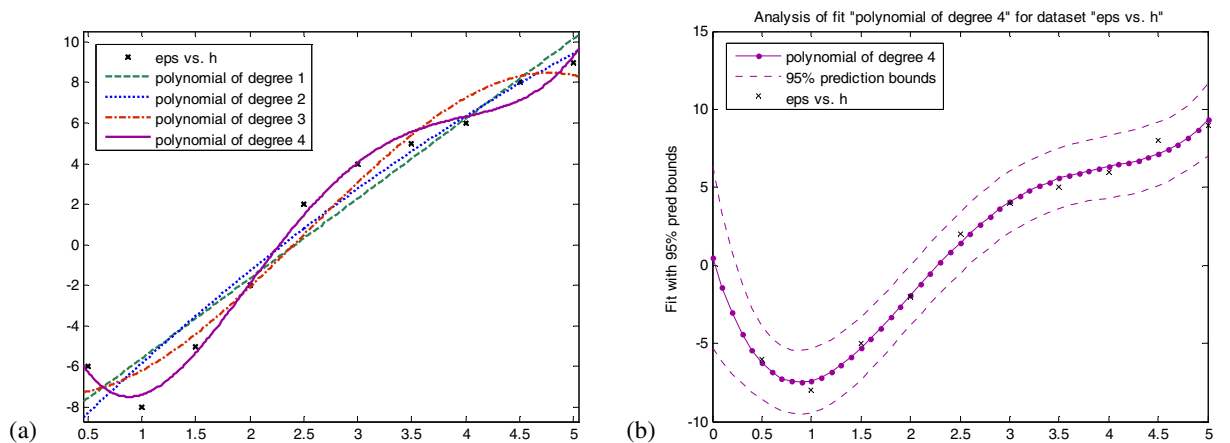 10
8
6
4
2
0
-2
-4
-6
-8
0.5 1 1.5 2 2.5 3 3.5 4 4.5 5
eps vs. h
polynomial of degree 1
polynomial of degree 2
polynomial of degree 3
polynomial of degree 4
(a)
Analysis of fit "polynomial of degree 4" for dataset "eps vs. h"
Fit with 95% pred bounds
15
10
5
0
-5
-10
0 0.5 1 1.5 2 2.5 3 3.5 4 4.5 5
polynomial of degree 4
95% prediction bounds
eps vs. h
(b)